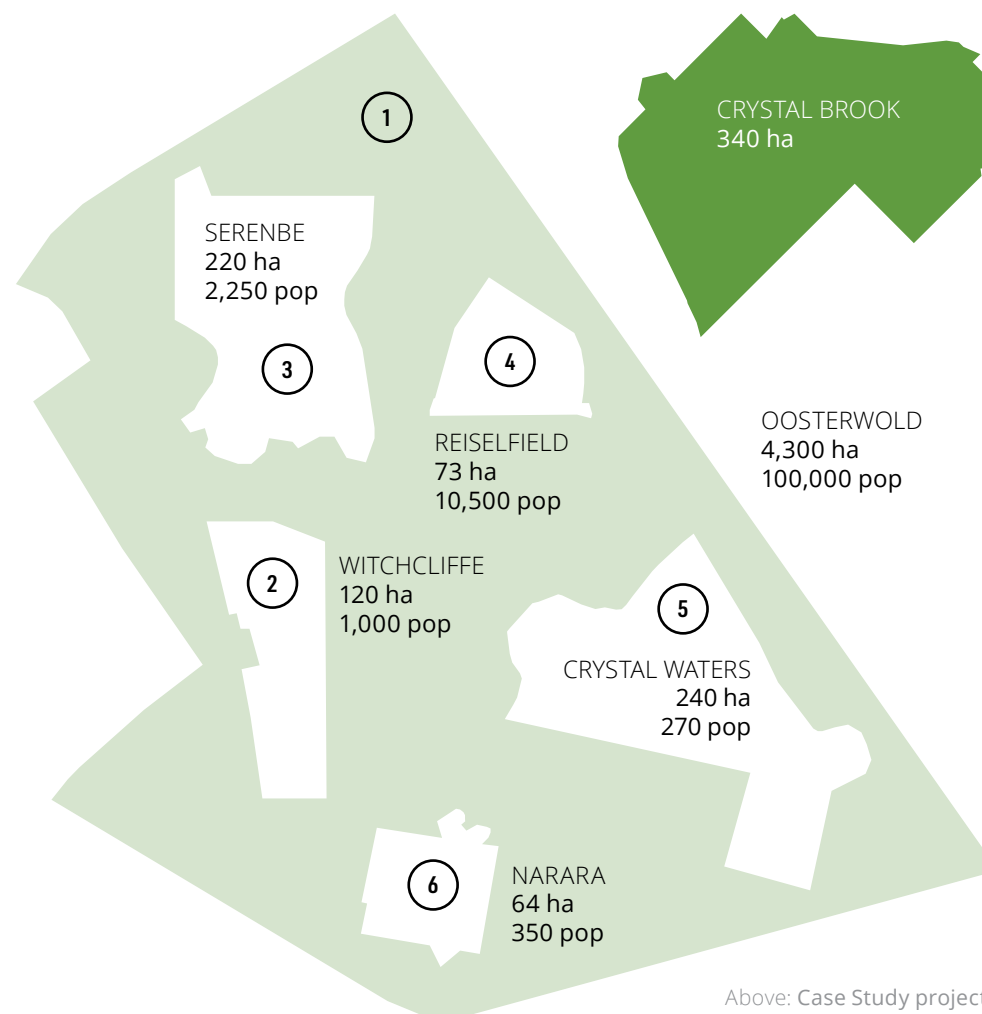 1
CRYSTAL BROOK
340 ha
SERENBE
220 ha
2,250 pop
3
4
REISELFIELD
73 ha
10,500 pop
OOSTERWOLD
4,300 ha
100,000 pop
2
WITCHCLIFFE
120 ha
1,000 pop
5
CRYSTAL WATERS
240 ha
270 pop
6
NARARA
64 ha
350 pop
Above: Case Study project